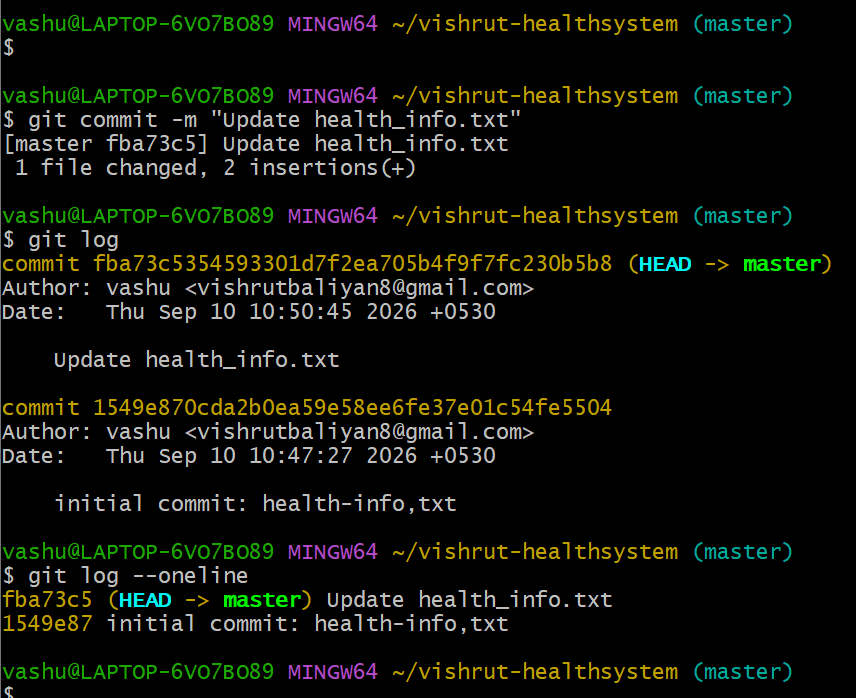 vashu@LAPTOP-6VO7BO89 MINGW64 ~/vishrut-healthsystem (master)
$
vashu@LAPTOP-6VO7BO89 MINGW64 ~/vishrut-healthsystem (master)
$ git commit -m "Update health_info.txt"
[master fba73c5] Update health_info.txt
 1 file changed, 2 insertions(+)
vashu@LAPTOP-6VO7BO89 MINGW64 ~/vishrut-healthsystem (master)
$ git log
commit fba73c5354593301d7f2ea705b4f9f7fc230b5b8 (HEAD -> master)
Author: vashu <vishrutbaliyan8@gmail.com>
Date:   Thu Sep 10 10:50:45 2026 +0530
    Update health_info.txt
commit 1549e870cda2b0ea59e58ee6fe37e01c54fe5504
Author: vashu <vishrutbaliyan8@gmail.com>
Date:   Thu Sep 10 10:47:27 2026 +0530
    initial commit: health-info,txt
vashu@LAPTOP-6VO7BO89 MINGW64 ~/vishrut-healthsystem (master)
$ git log --oneline
fba73c5 (HEAD -> master) Update health_info.txt
1549e87 initial commit: health-info,txt
vashu@LAPTOP-6VO7BO89 MINGW64 ~/vishrut-healthsystem (master)
$